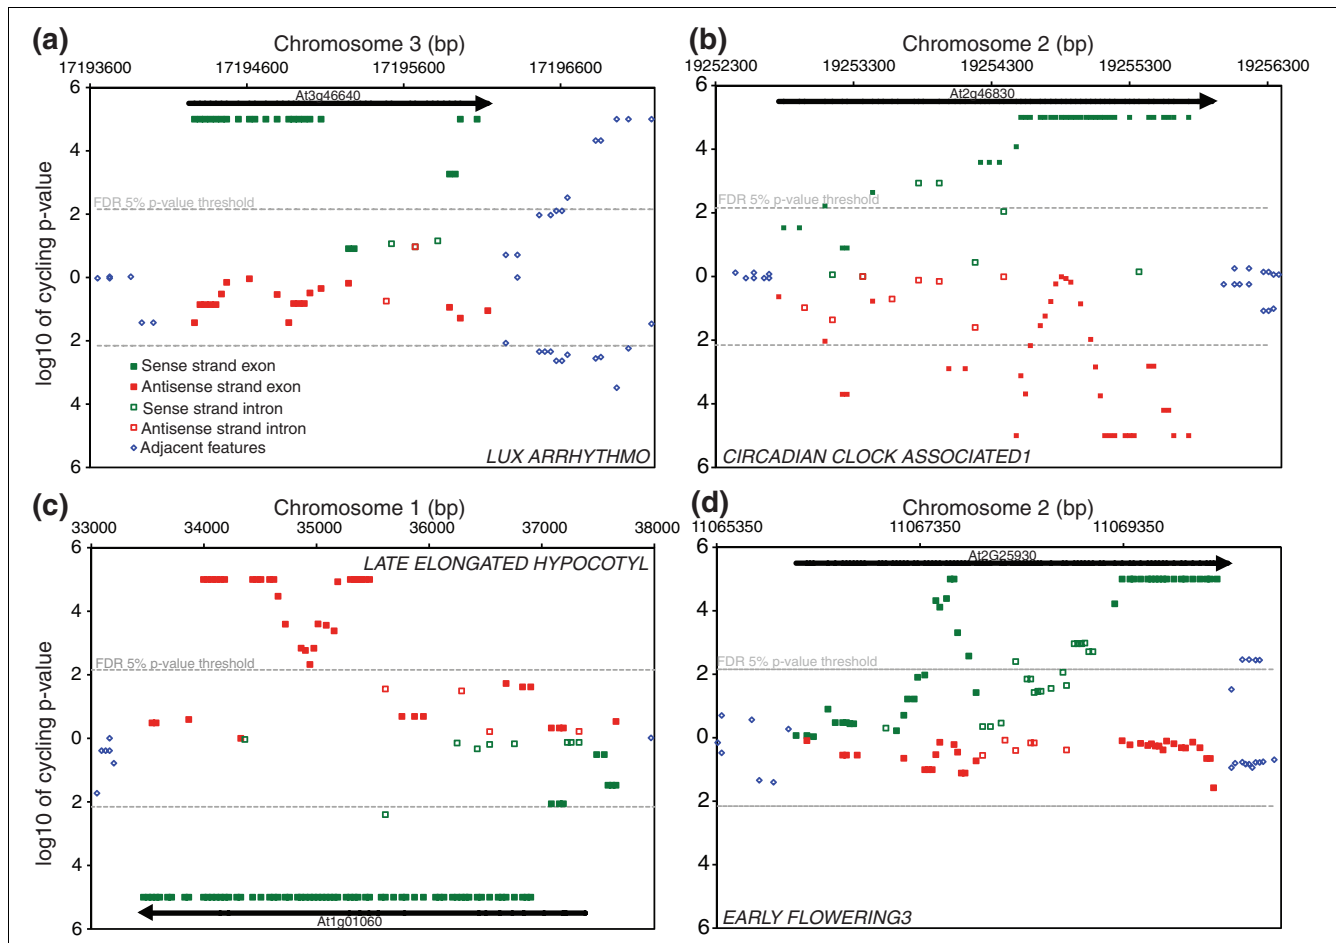 (a)
Chromosome 3 (bp)
17193600 17194600 17195600 17196600
6
4
2
0
2
4
6
log10 of cycling p-value
At3g46640
FDR 5% p-value threshold
Sense strand exon
Antisense strand exon
Sense strand intron
Antisense strand intron
Adjacent features
LUX ARRHYTHMO
(b)
Chromosome 2 (bp)
19252300 19253300 19254300 19255300 19256300
6
4
2
0
2
4
6
At2g46830
FDR 5% p-value threshold
CIRCADIAN CLOCK ASSOCIATED1
(c)
Chromosome 1 (bp)
33000 34000 35000 36000 37000 38000
6
4
2
0
2
4
6
log10 of cycling p-value
LATE ELONGATED HYPOCOTYL
FDR 5% p-value threshold
At1g01060
(d)
Chromosome 2 (bp)
11065350 11067350 11069350
6
4
2
0
2
4
6
At2G25930
FDR 5% p-value threshold
EARLY FLOWERING3